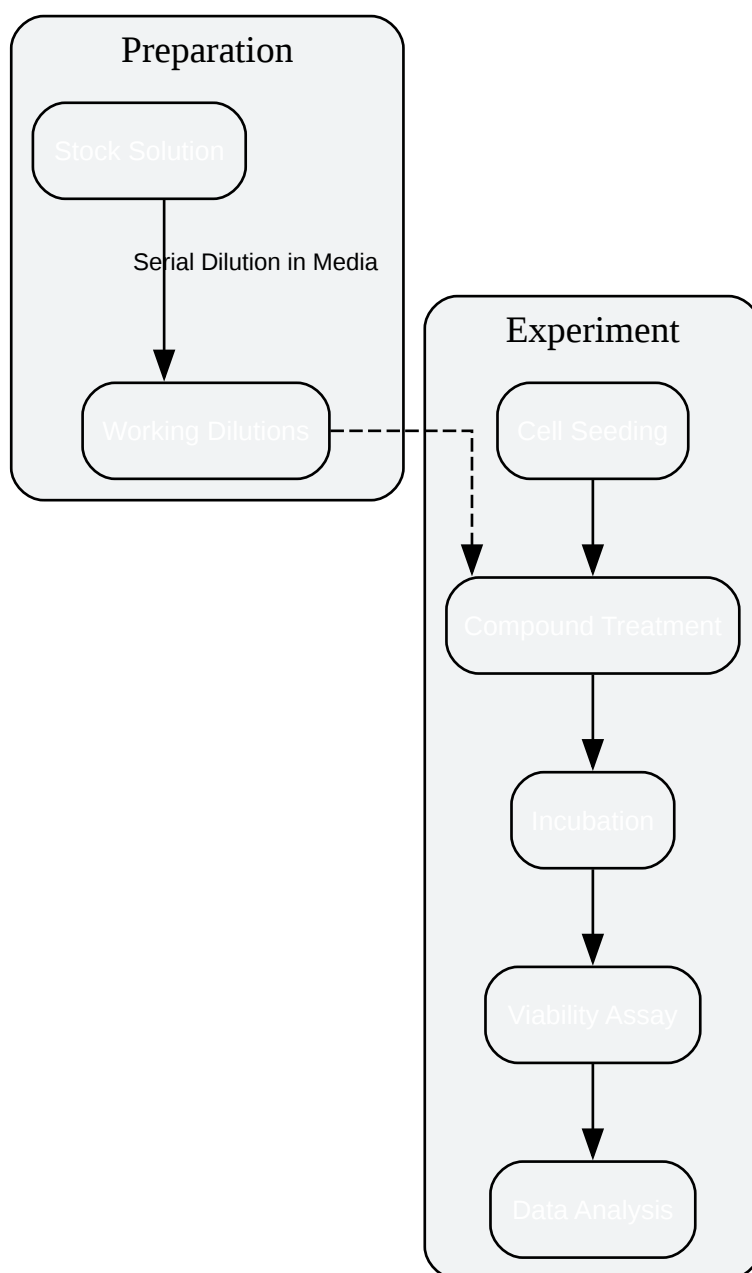 Preparation
Stock Solution
Serial Dilution in Media
Working Dilutions
Experiment
Cell Seeding
Compound Treatment
Incubation
Viability Assay
Data Analysis